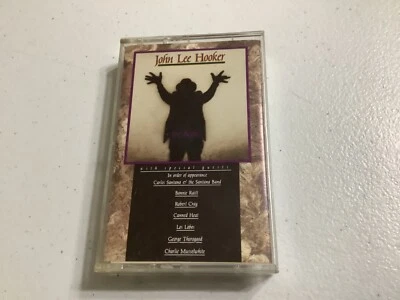 John Lee Hooker
with special guests
In order of appearance
Carlos Santana & the Santana Band
Bonnie Raitt
Robert Cray
Canned Heat
Los Lobos
George Thorogood
Charlie Musselwhite